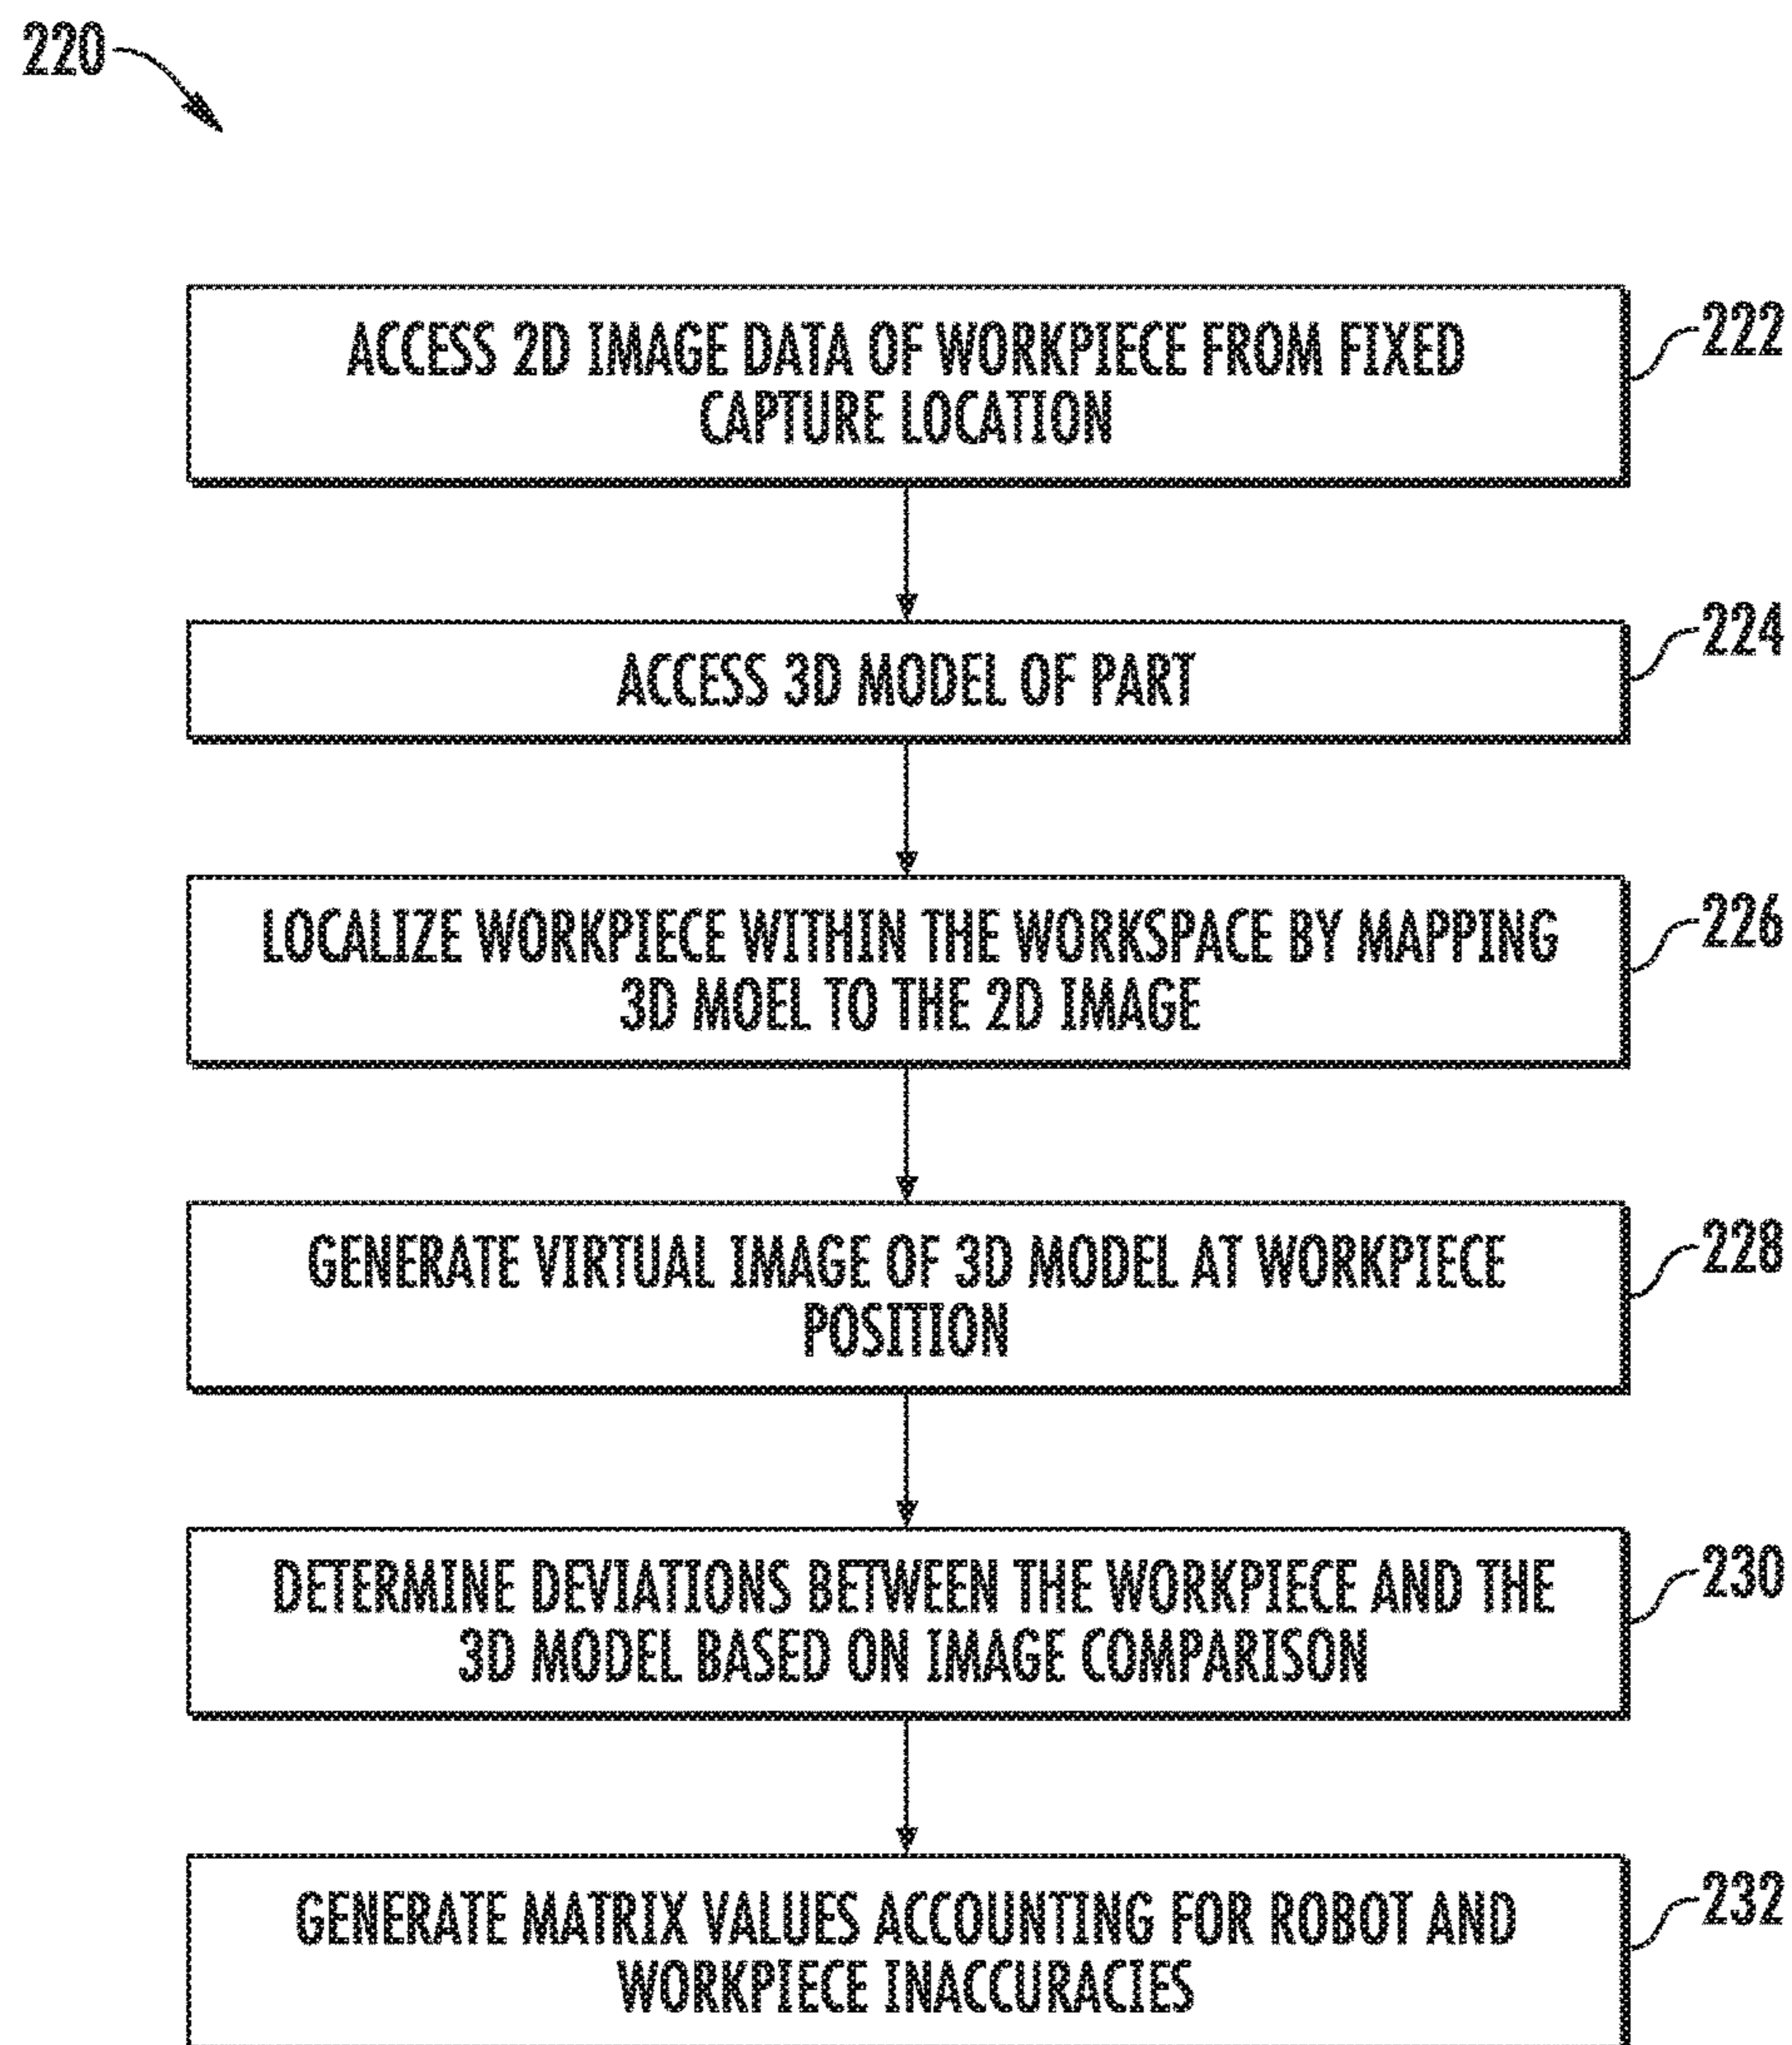 220
ACCESS 2D IMAGE DATA OF WORKPIECE FROM FIXED
CAPTURE LOCATION
222
ACCESS 3D MODEL OF PART
224
LOCALIZE WORKPIECE WITHIN THE WORKSPACE BY MAPPING
3D MOEL TO THE 2D IMAGE
226
GENERATE VIRTUAL IMAGE OF 3D MODEL AT WORKPIECE
POSITION
228
DETERMINE DEVIATIONS BETWEEN THE WORKPIECE AND THE
3D MODEL BASED ON IMAGE COMPARISON
230
GENERATE MATRIX VALUES ACCOUNTING FOR ROBOT AND
WORKPIECE INACCURACIES
232